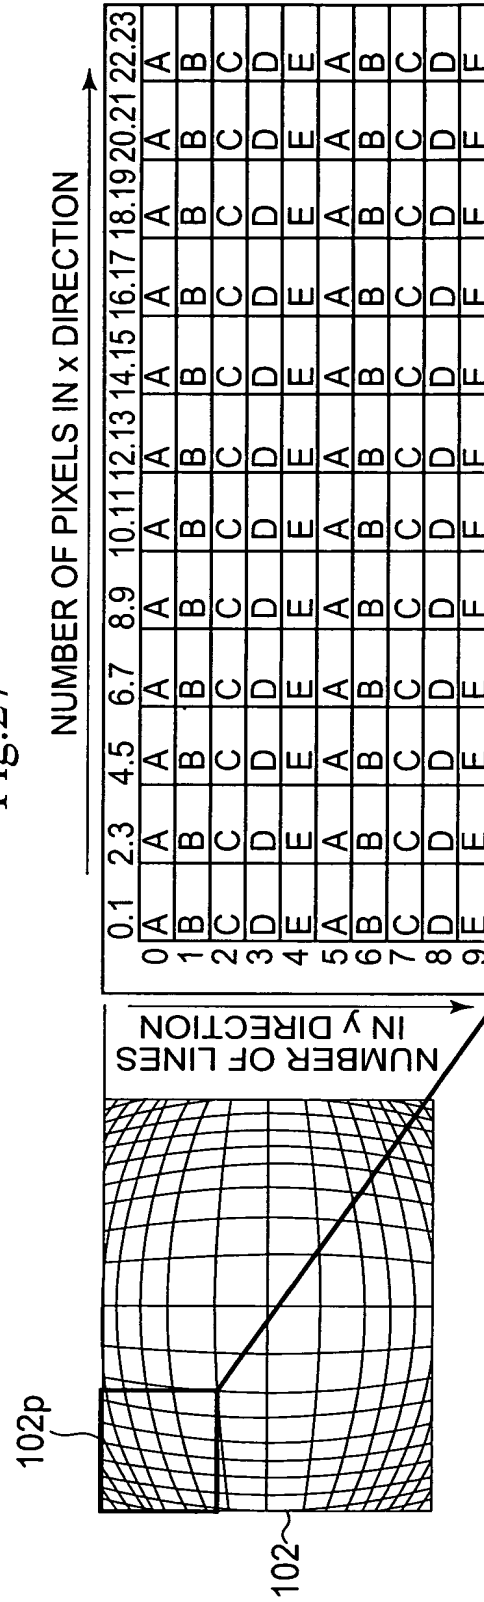 Fig.27
NUMBER OF PIXELS IN x DIRECTION
0.1 2.3 4.5 6.7 8.9 10.11 12.13 14.15 16.17 18.19 20.21 22.23
0 A A A A A A A A A A A A
1 B B B B B B B B B B B B
2 C C C C C C C C C C C C
3 D D D D D D D D D D D D
4 E E E E E E E E E E E E
5 A A A A A A A A A A A A
6 B B B B B B B B B B B B
7 C C C C C C C C C C C C
8 D D D D D D D D D D D D
9 E E E E E E E E E E E E
NUMBER OF LINES
IN y DIRECTION
102p
102